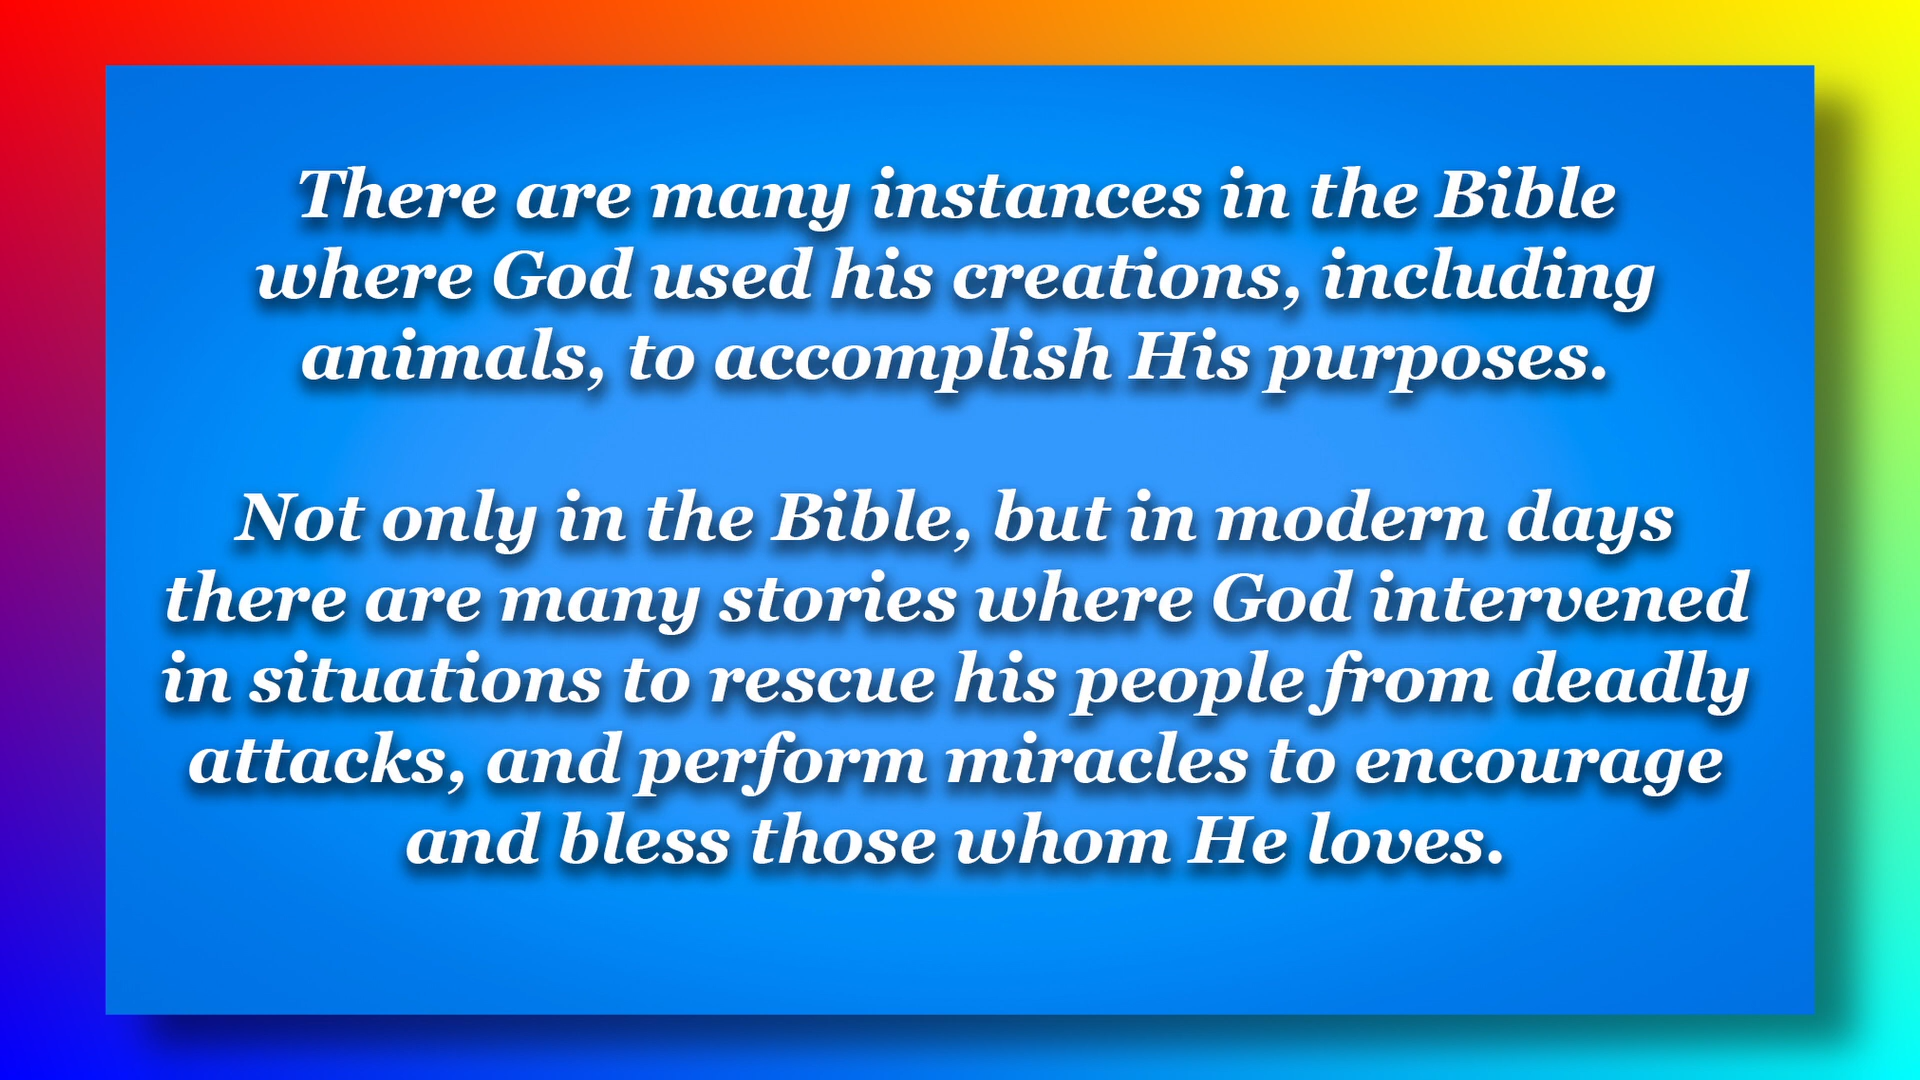 There are many instances in the Bible
where God used his creations, including
animals, to accomplish His purposes.
Not only in the Bible, but in modern days
there are many stories where God intervened
in situations to rescue his people from deadly
attacks, and perform miracles to encourage
and bless those whom He loves.